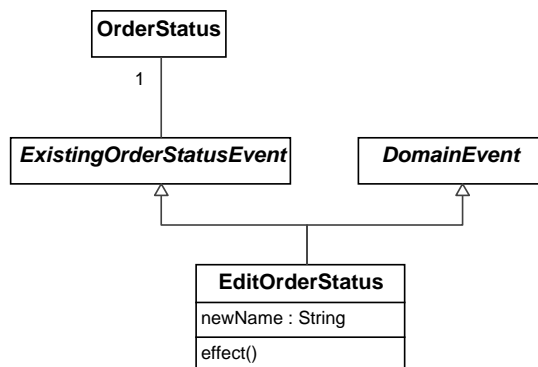 OrderStatus
1
ExistingOrderStatusEvent
DomainEvent
EditOrderStatus
newName : String
effect()